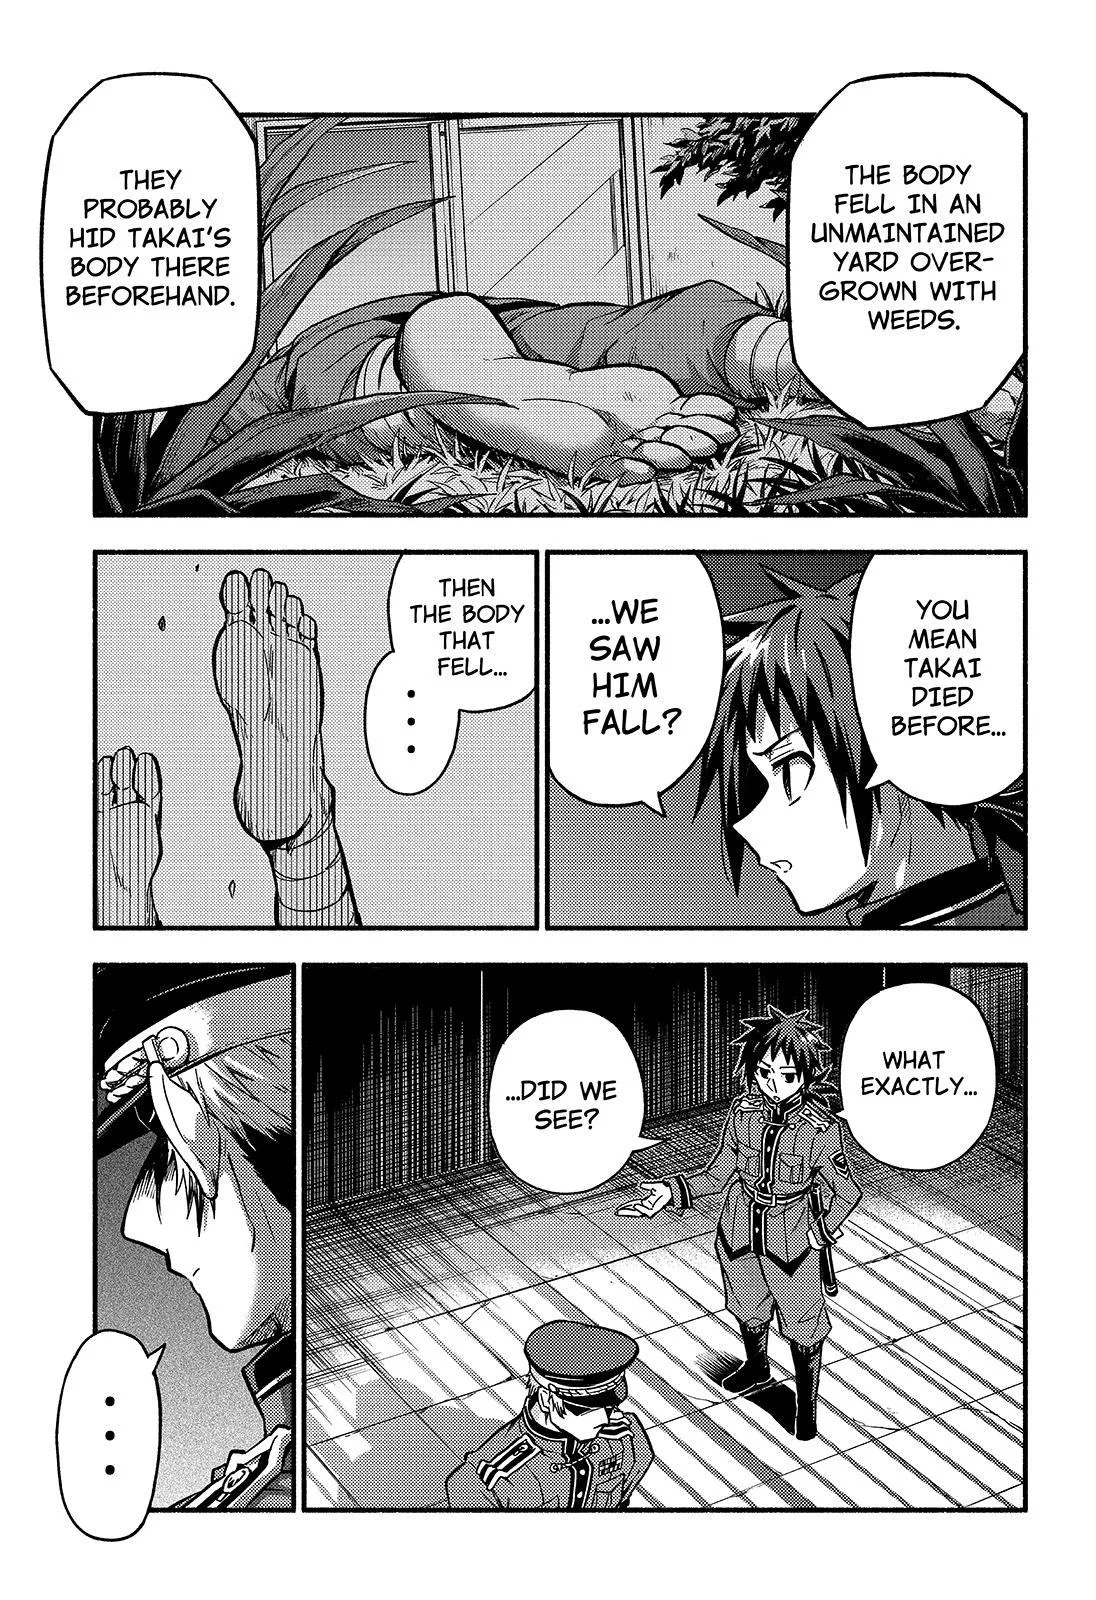 THE BODY
FELL IN AN
UNMAINTAINED
YARD OVER-
GROWN WITH
WEEDS.
THEY
PROBABLY
HID TAKAI'S
BODY THERE
BEFOREHAND.
YOU
MEAN
TAKAI
DIED
BEFORE...
...WE
SAW
HIM
FALL?
THEN
THE BODY
THAT
FELL...
...
WHAT
EXACTLY...
...DID WE
SEE?
...